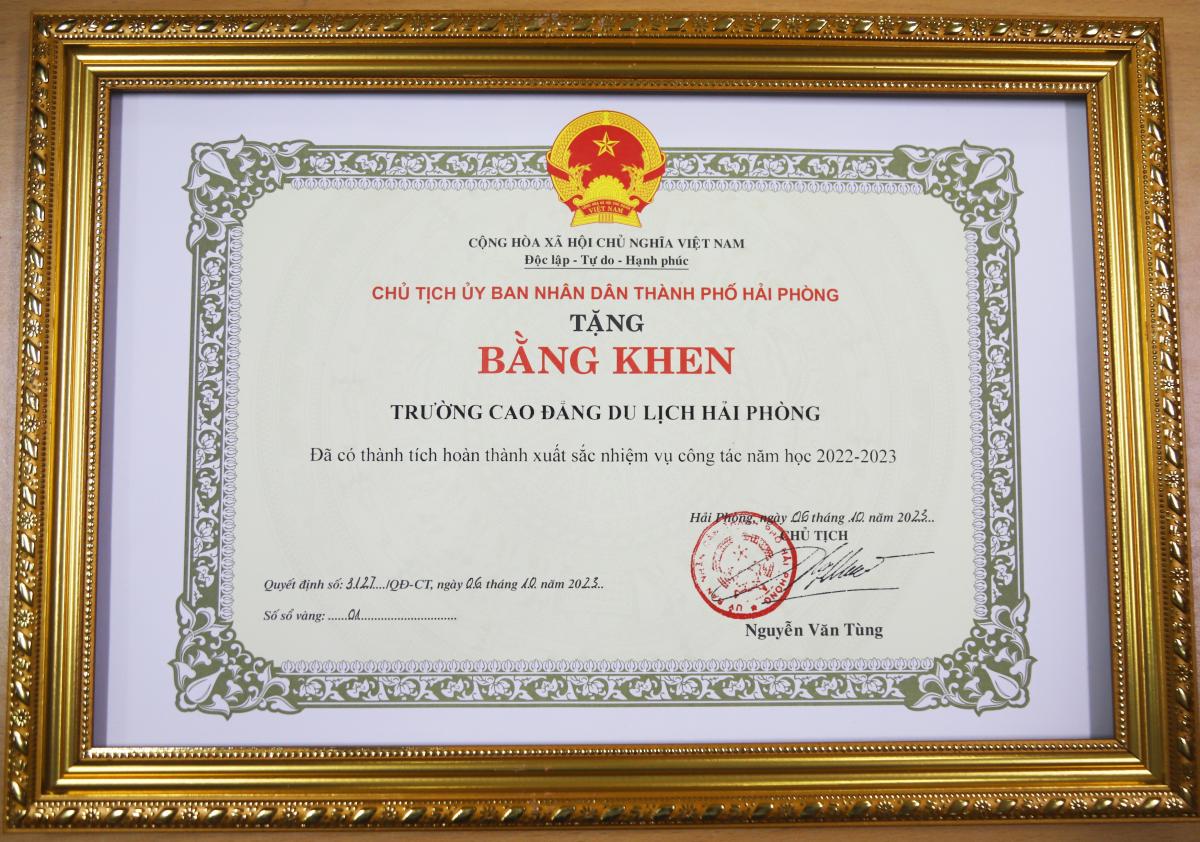 VIỆT NAM
CỘNG HÒA XÃ HỘI CHỦ NGHĨA VIỆT NAM
Độc lập - Tự do - Hạnh phúc
CHỦ TỊCH ỦY BAN NHÂN DÂN THÀNH PHỐ HẢI PHÒNG
TẶNG
BẰNG KHEN
TRƯỜNG CAO ĐẲNG DU LỊCH HẢI PHÒNG
Đã có thành tích hoàn thành xuất sắc nhiệm vụ công tác năm học 2022-2023
Hải Phòng, ngày 06 tháng 10 năm 2023...
CHỦ TỊCH
Quyết định số: 3127.../QĐ-CT, ngày 06 tháng 10 năm 2023..
Số sổ vàng: ......01..............................
Nguyễn Văn Tùng